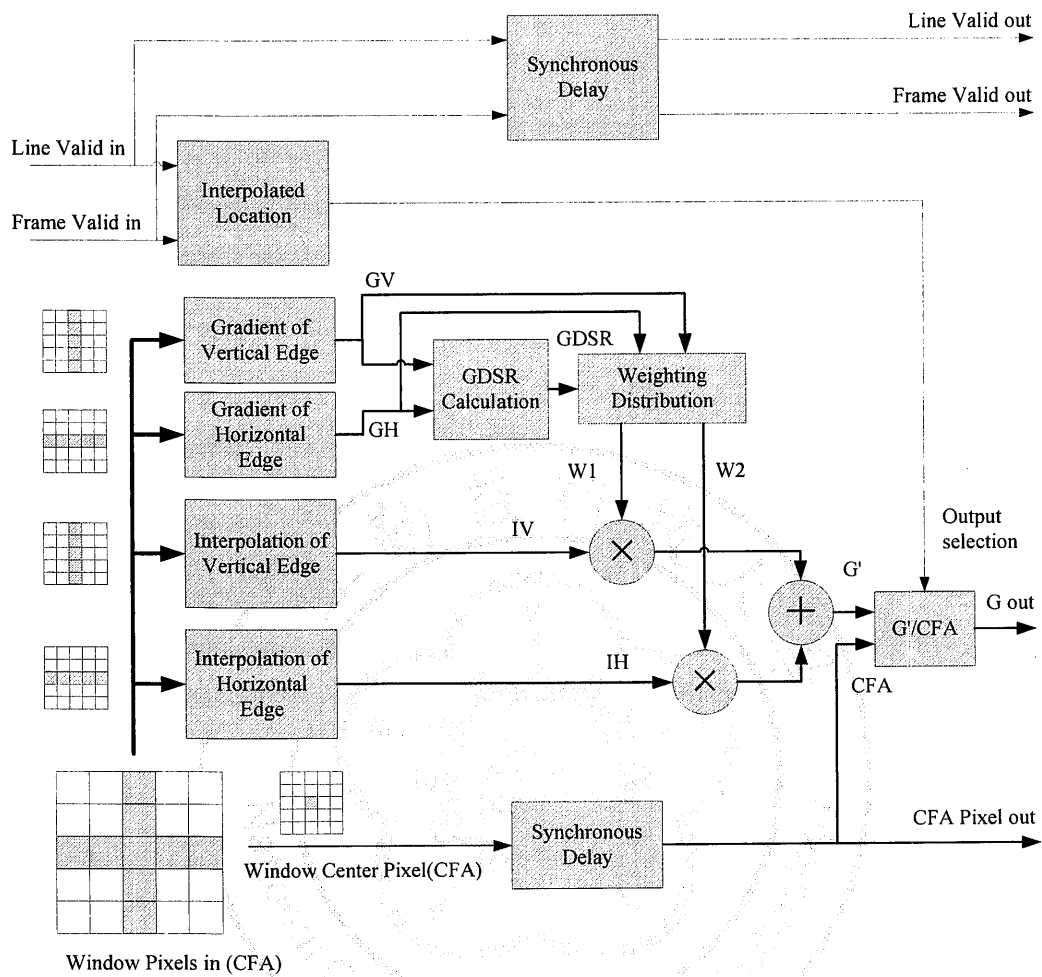 Line Valid out
Synchronous
Delay
Frame Valid out
Line Valid in
Interpolated
Location
Frame Valid in
GV
Gradient of
Vertical Edge
GDSR
GDSR
Calculation
Weighting
Distribution
Gradient of
Horizontal
Edge
GH
W1
W2
Interpolation of
Vertical Edge
IV
×
Output
selection
G'
+
G'/CFA
G out
Interpolation of
Horizontal
Edge
IH
×
CFA
Synchronous
Delay
CFA Pixel out
Window Center Pixel(CFA)
Window Pixels in (CFA)